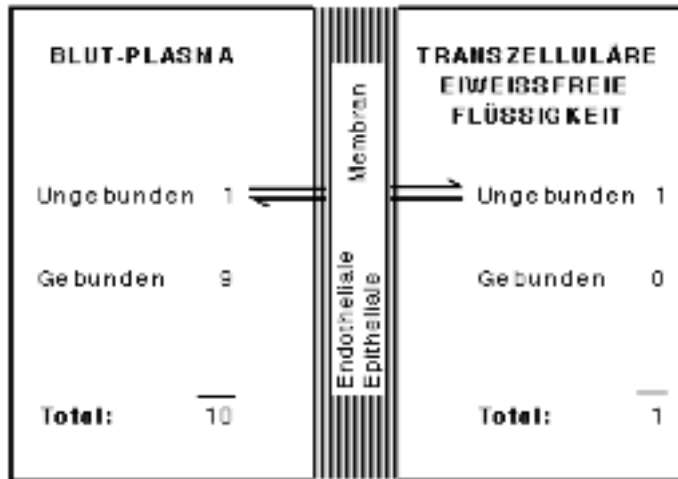 BLUT-PLASMA
Ungebunden 1
Gebunden 9
Total: 10
Membran
Endotheliale
Epitheliale
TRANSZELLULÄRE
EIWEISSFREIE
FLÜSSIGKEIT
Ungebunden 1
Gebunden 0
Total: 1